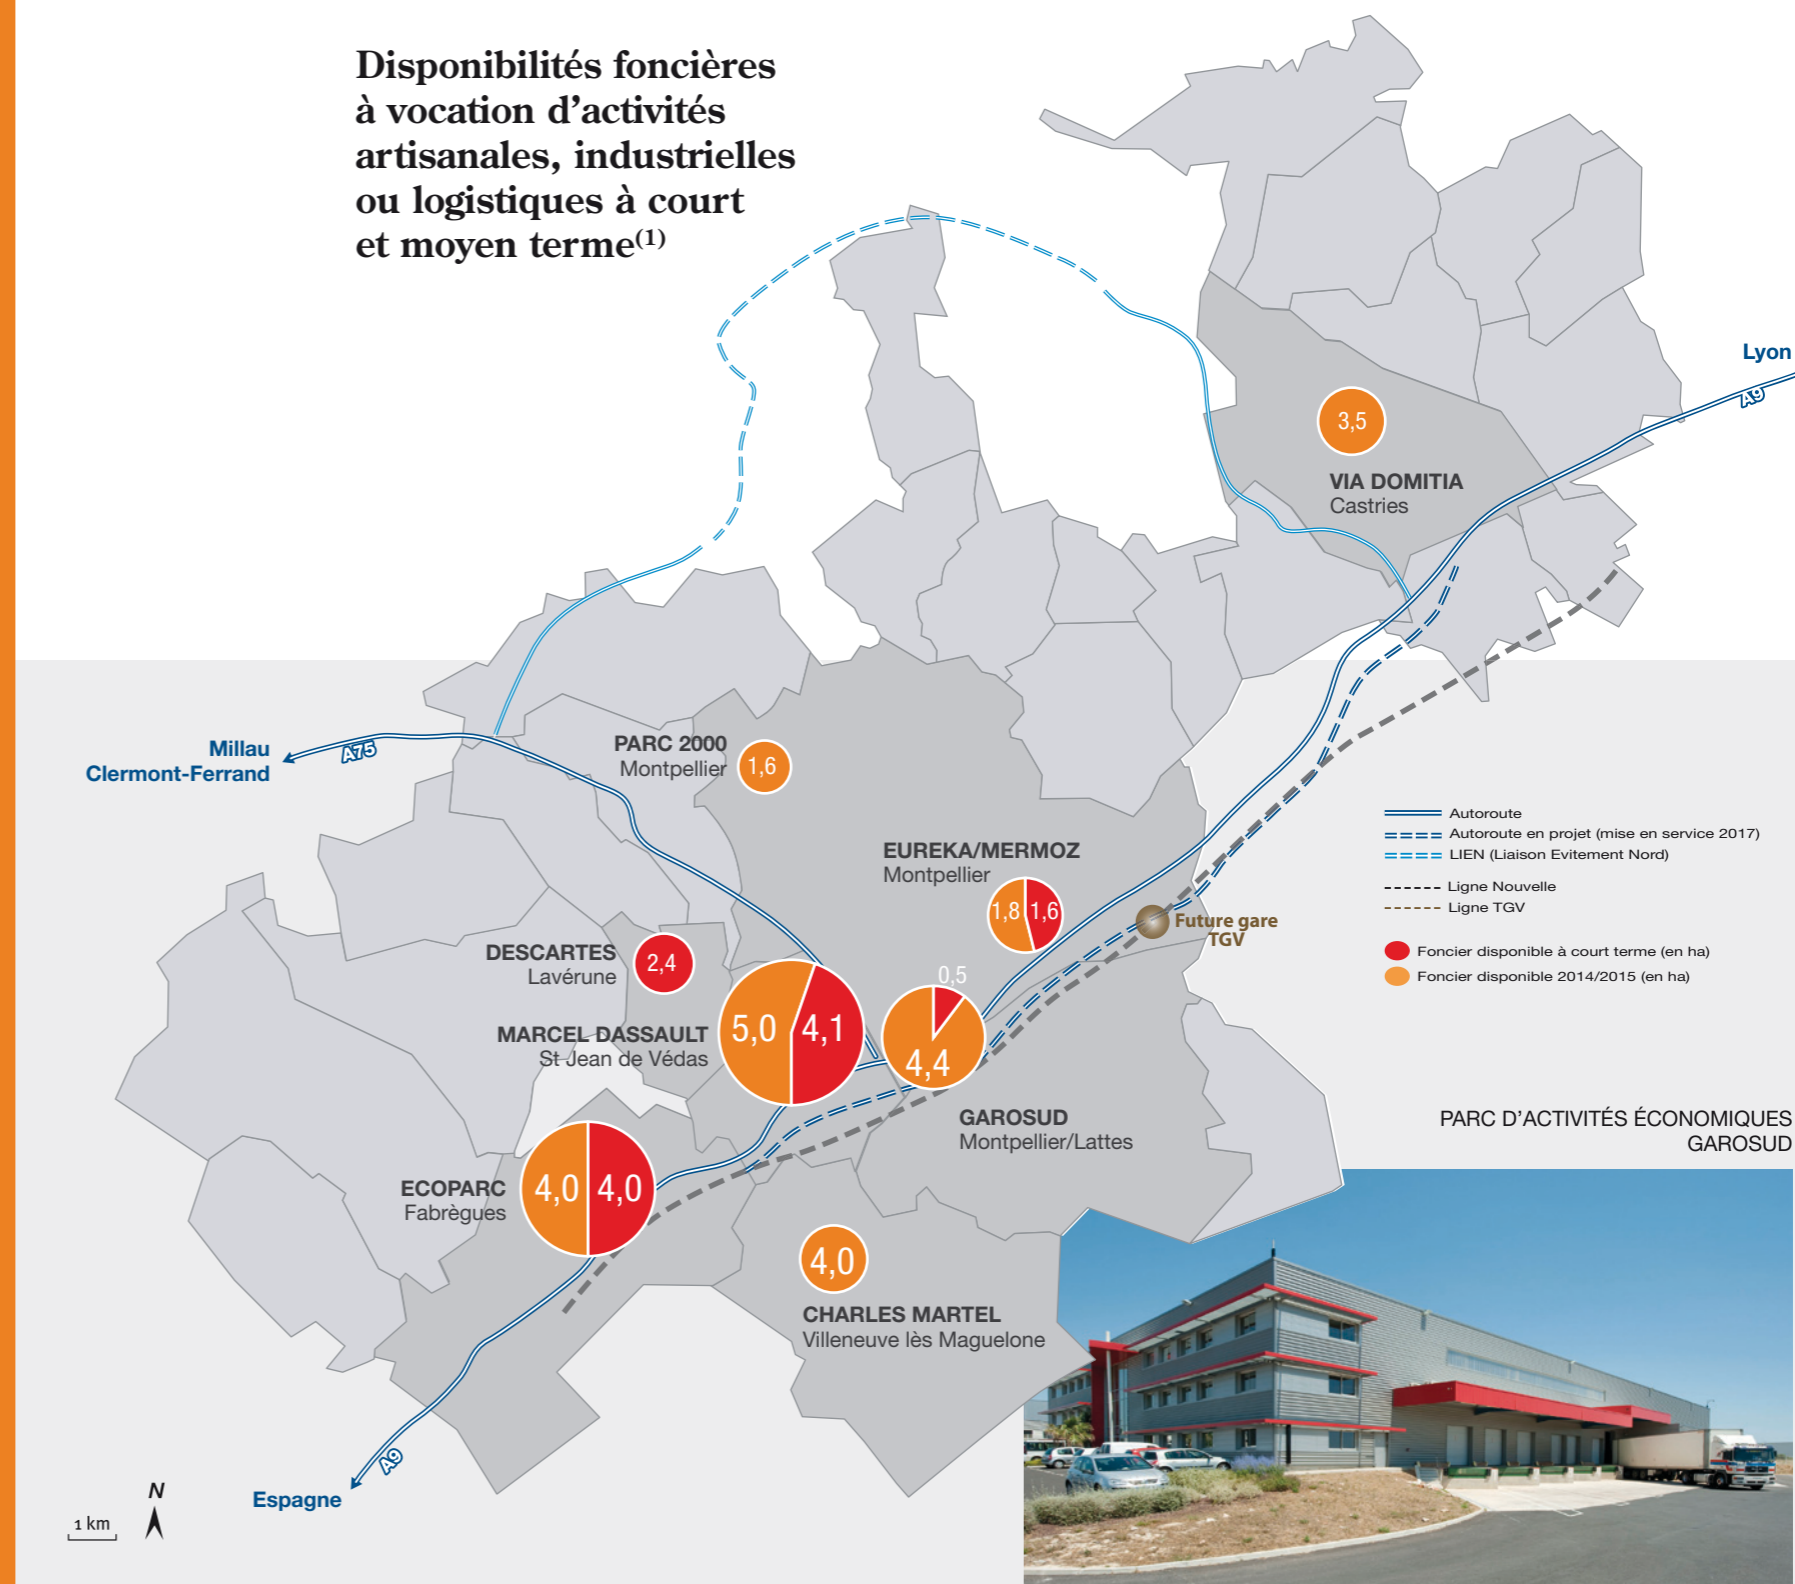 Disponibilités foncières
à vocation d’activités
artisanales, industrielles
ou logistiques à court
et moyen terme(1)
Lyon
A9
3,5
VIA DOMITIA
Castries
Millau
Clermont-Ferrand
A75
PARC 2000
Montpellier
1,6
EUREKA/MERMOZ
Montpellier
1,8
1,6
Autoroute
Autoroute en projet (mise en service 2017)
LIEN (Liaison Evitement Nord)
Ligne Nouvelle
Ligne TGV
Foncier disponible à court terme (en ha)
Foncier disponible 2014/2015 (en ha)
Future gare
TGV
DESCARTES
Lavérune
2,4
MARCEL DASSAULT
St Jean de Védas
5,0
4,1
0,5
4,4
GAROSUD
Montpellier/Lattes
PARC D’ACTIVITÉS ÉCONOMIQUES
GAROSUD
ECOPARC
Fabrègues
4,0
4,0
4,0
CHARLES MARTEL
Villeneuve lès Maguelone
A9
Espagne
N
1 km